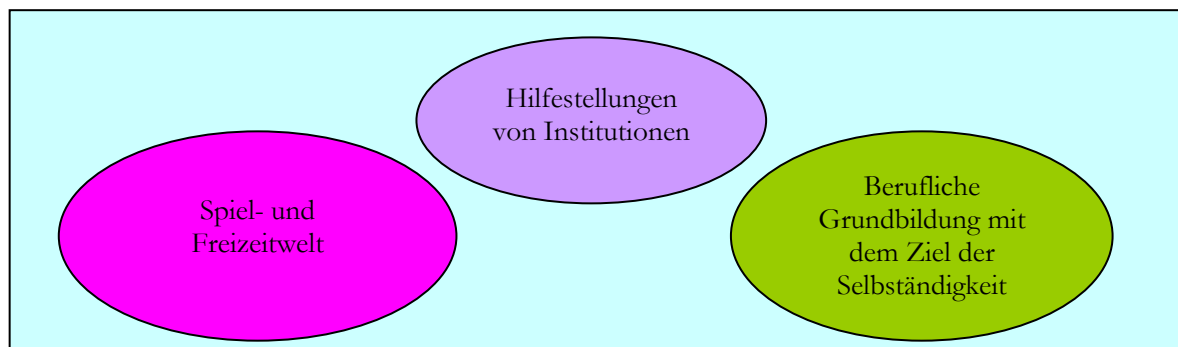 Hilfestellungen
von Institutionen
Spiel- und
Freizeitwelt
Berufliche
Grundbildung mit
dem Ziel der
Selbständigkeit